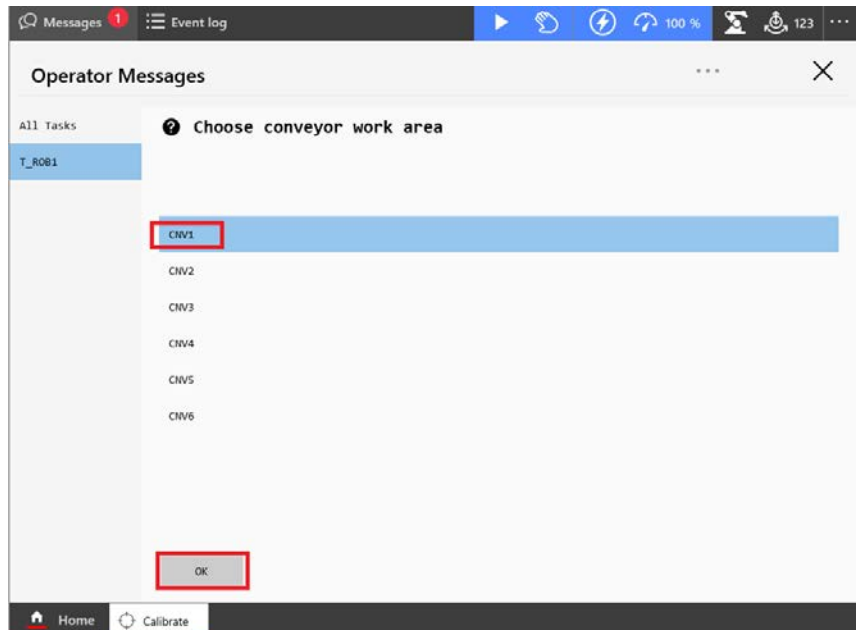 Messages 1 Event log 100 % 123
Operator Messages
All Tasks
T_ROB1
Choose conveyor work area
CNV1
CNV2
CNV3
CNV4
CNV5
CNV6
OK
Home Calibrate